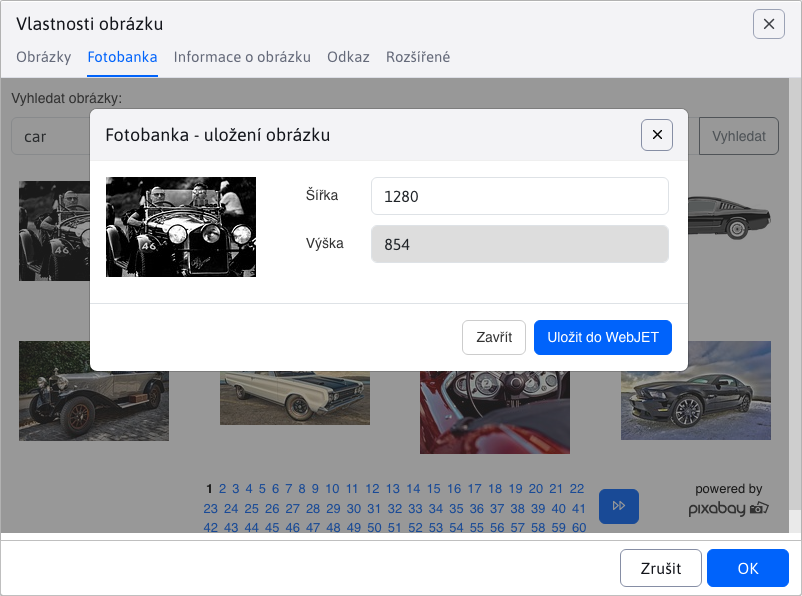 Vlastnosti obrázku
Obrázky Fotobanka Informace o obrázku Odkaz Rozšířené
Vyhledat obrázky:
car
Vyhledat
Fotobanka - uložení obrázku
46
46
Šířka
1280
Výška
854
Zavřít
Uložit do WebJET
1 2 3 4 5 6 7 8 9 10 11 12 13 14 15 16 17 18 19 20 21 22
23 24 25 26 27 28 29 30 31 32 33 34 35 36 37 38 39 40 41
42 43 44 45 46 47 48 49 50 51 52 53 54 55 56 57 58 59 60
powered by
pixabay
Zrušit
OK